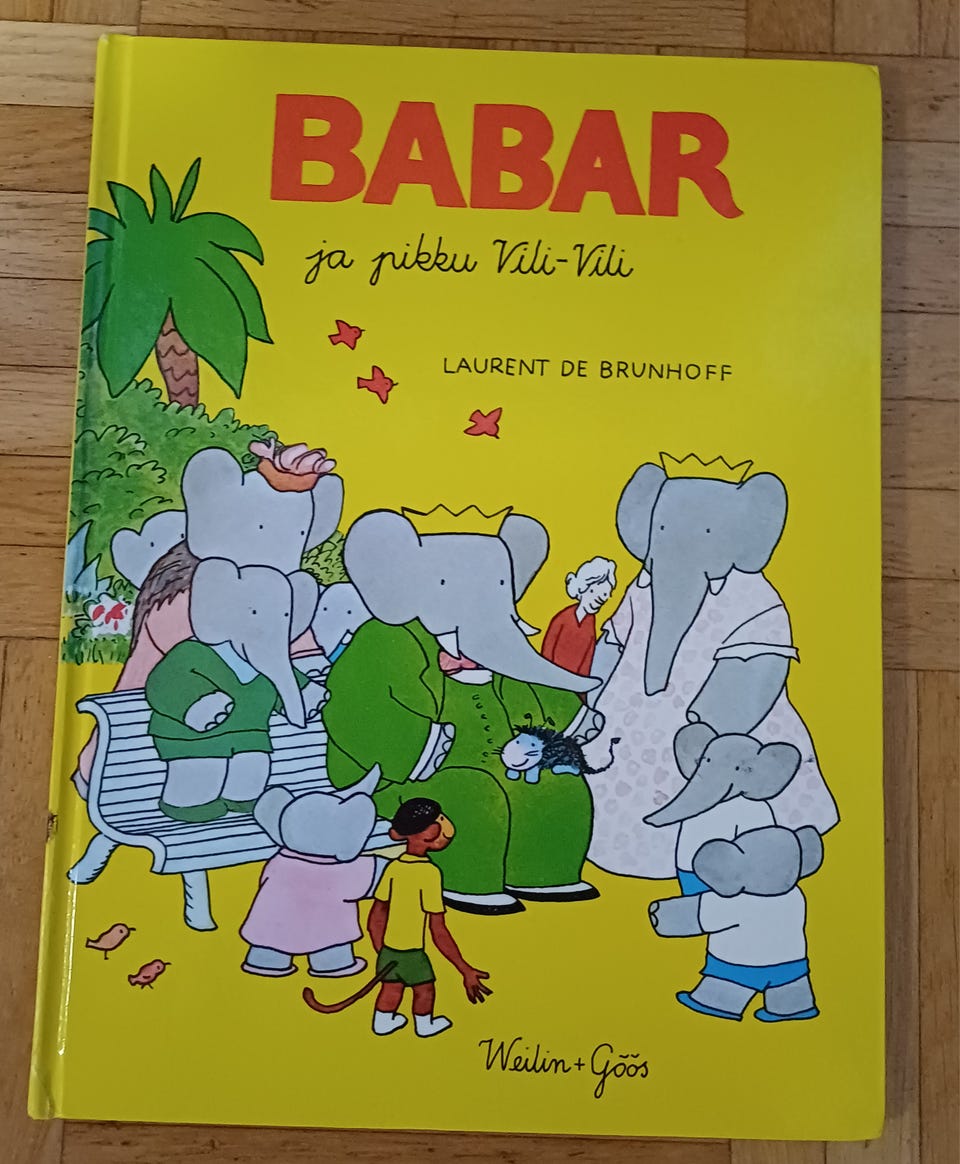 BABAR
ja pikku Vili-Vili
LAURENT DE BRUNHOFF
Weilin+Göös